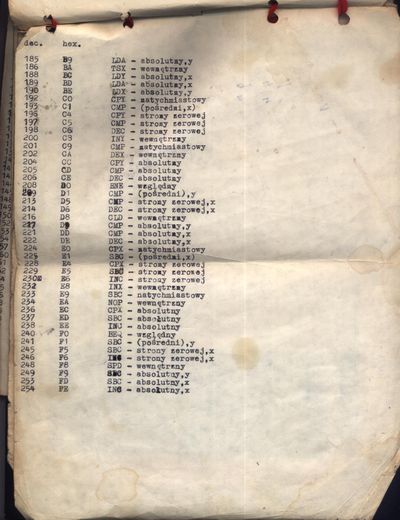 dec. hex.
185 B9 LDA - absolutny,y
186 BA TSX - wewnętrzny
188 BC LDY - absolutny,x
189 BD LDA - absolutny,x
190 BE LDX - absolutny,y
192 C0 CPY - natychmiastowy
193 C1 CMP - (pośredni,x)
196 C4 CPY - strony zerowej
197 C5 CMP - strony zerowej
198 C6 DEC - strony zerowej
200 C8 INY - wewnętrzny
201 C9 CMP - natychmiastowy
202 CA DEX - wewnętrzny
204 CC CPY - absolutny
205 CD CMP - absolutny
206 CE DEC - absolutny
208 D0 BNE - względny
209 D1 CMP - (pośredni),y
213 D5 CMP - strony zerowej,x
214 D6 DEC - strony zerowej,x
216 D8 CLD - wewnętrzny
217 D9 CMP - absolutny,y
221 DD CMP - absolutny,x
222 DE DEC - absolutny,x
224 E0 CPX - natychmiastowy
225 E1 SBC - (pośredni,x)
228 E4 CPX - strony zerowej
229 E5 SBC - strony zerowej
230 E6 INC - strony zerowej
232 E8 INX - wewnętrzny
233 E9 SBC - natychmiastowy
234 EA NOP - wewnętrzny
236 EC CPX - absolutny
237 ED SBC - absolutny
238 EE INC - absolutny
240 F0 BEQ - względny
241 F1 SBC - (pośredni),y
245 F5 SBC - strony zerowej,x
246 F6 INC - strony zerowej,x
248 F8 SPD - wewnętrzny
249 F9 SBC - absolutny,y
253 FD SBC - absolutny,x
254 FE INC - absolutny,x